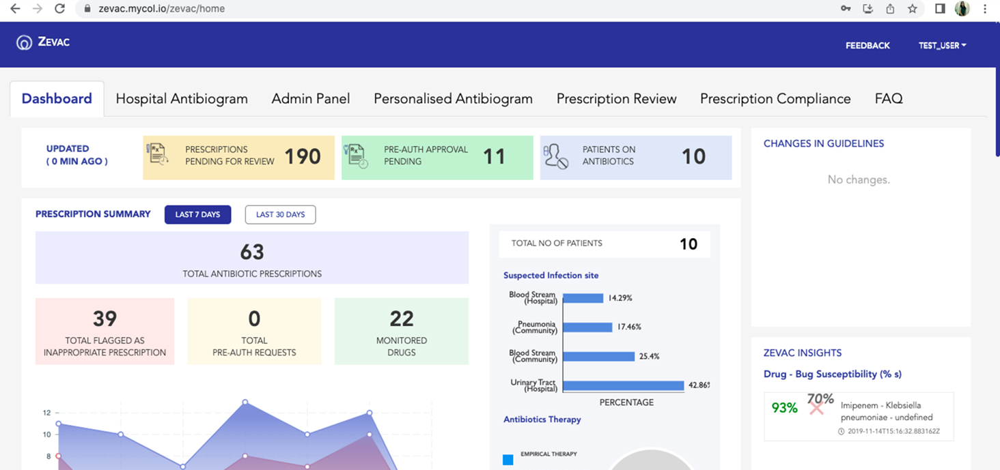 zevac.mycol.io/zevac/home
ZEVAC
FEEDBACK
TEST_USER
Dashboard
Hospital Antibiogram
Admin Panel
Personalised Antibiogram
Prescription Review
Prescription Compliance
FAQ
UPDATED
( 0 MIN AGO )
Rx
PRESCRIPTIONS
PENDING FOR REVIEW
190
Rx
PRE-AUTH APPROVAL
PENDING
11
PATIENTS ON
ANTIBIOTICS
10
CHANGES IN GUIDELINES
No changes.
PRESCRIPTION SUMMARY
LAST 7 DAYS
LAST 30 DAYS
63
TOTAL ANTIBIOTIC PRESCRIPTIONS
39
TOTAL FLAGGED AS
INAPPROPRIATE PRESCRIPTION
0
TOTAL
PRE-AUTH REQUESTS
22
MONITORED
DRUGS
12
10
8
TOTAL NO OF PATIENTS
10
Suspected Infection site
Blood Stream
(Hospital)
14.29%
Pneumonia
(Community)
17.46%
Blood Stream
(Community)
25.4%
Urinary Tract
(Hospital)
42.86%
PERCENTAGE
Antibiotics Therapy
EMPIRICAL THERAPY
ZEVAC INSIGHTS
Drug - Bug Susceptibility (% s)
93%
70%
Imipenem - Klebsiella
pneumoniae - undefined
2019-11-14T15:16:32.883162Z